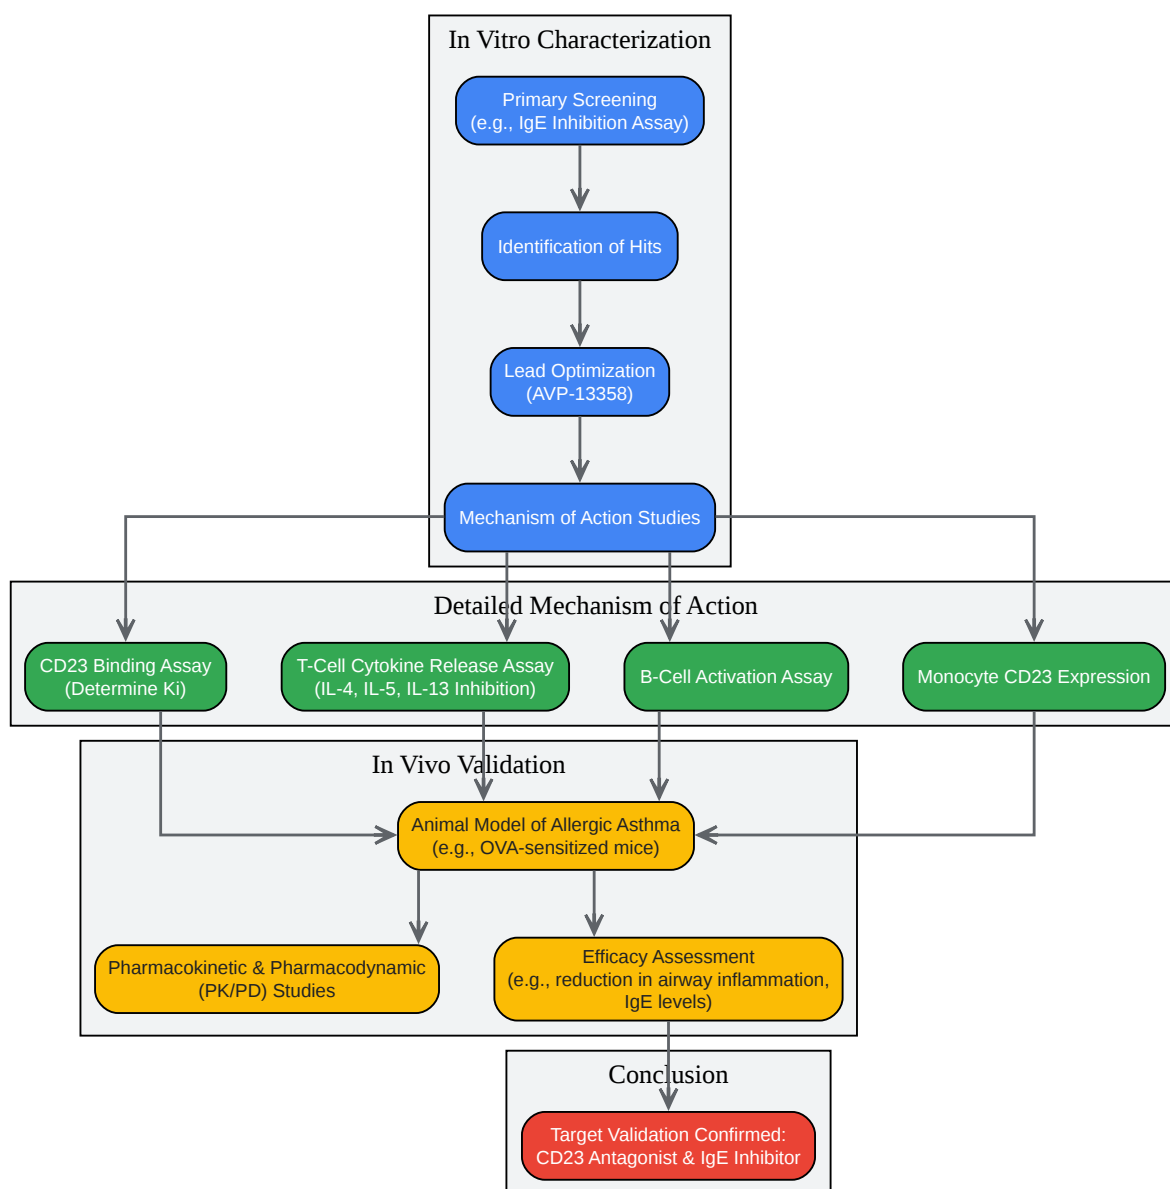 In Vitro Characterization
Primary Screening
(e.g., IgE Inhibition Assay)
Identification of Hits
Lead Optimization
(AVP-13358)
Mechanism of Action Studies
Detailed Mechanism of Action
CD23 Binding Assay
(Determine Ki)
T-Cell Cytokine Release Assay
(IL-4, IL-5, IL-13 Inhibition)
B-Cell Activation Assay
Monocyte CD23 Expression
In Vivo Validation
Animal Model of Allergic Asthma
(e.g., OVA-sensitized mice)
Pharmacokinetic & Pharmacodynamic
(PK/PD) Studies
Efficacy Assessment
(e.g., reduction in airway inflammation,
IgE levels)
Conclusion
Target Validation Confirmed:
CD23 Antagonist & IgE Inhibitor